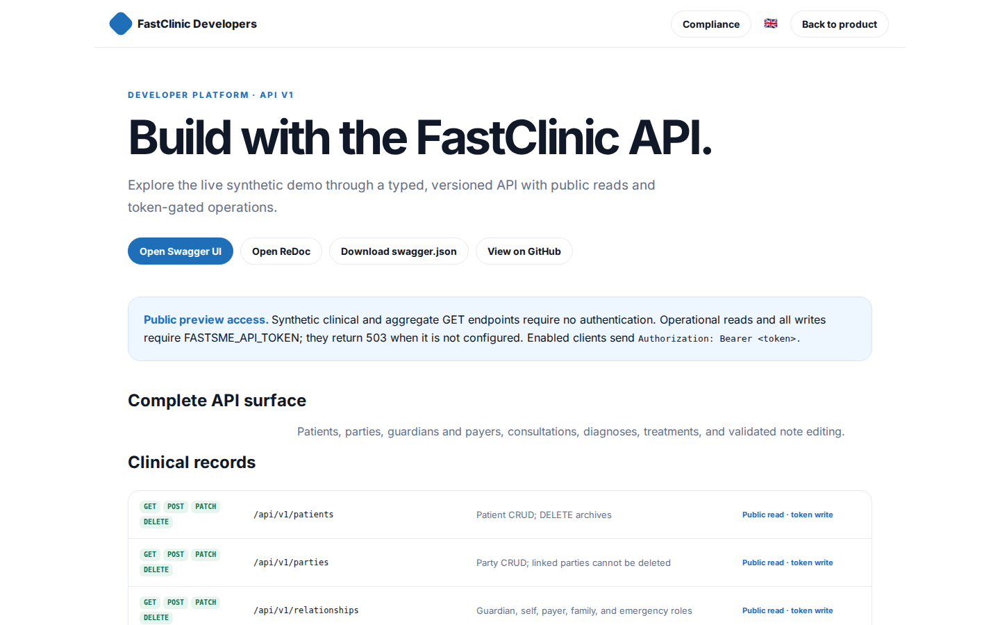 FastClinic Developers
Compliance
Back to product
DEVELOPER PLATFORM · API V1
Build with the FastClinic API.
Explore the live synthetic demo through a typed, versioned API with public reads and
token-gated operations.
Open Swagger UI
Open ReDoc
Download swagger.json
View on GitHub
Public preview access. Synthetic clinical and aggregate GET endpoints require no authentication. Operational reads and all writes
require FASTSME_API_TOKEN; they return 503 when it is not configured. Enabled clients send Authorization: Bearer <token>.
Complete API surface
Patients, parties, guardians and payers, consultations, diagnoses, treatments, and validated note editing.
Clinical records
GET POST PATCH
DELETE
/api/v1/patients
Patient CRUD; DELETE archives
Public read · token write
GET POST PATCH
DELETE
/api/v1/parties
Party CRUD; linked parties cannot be deleted
Public read · token write
GET POST PATCH
DELETE
/api/v1/relationships
Guardian, self, payer, family, and emergency roles
Public read · token write